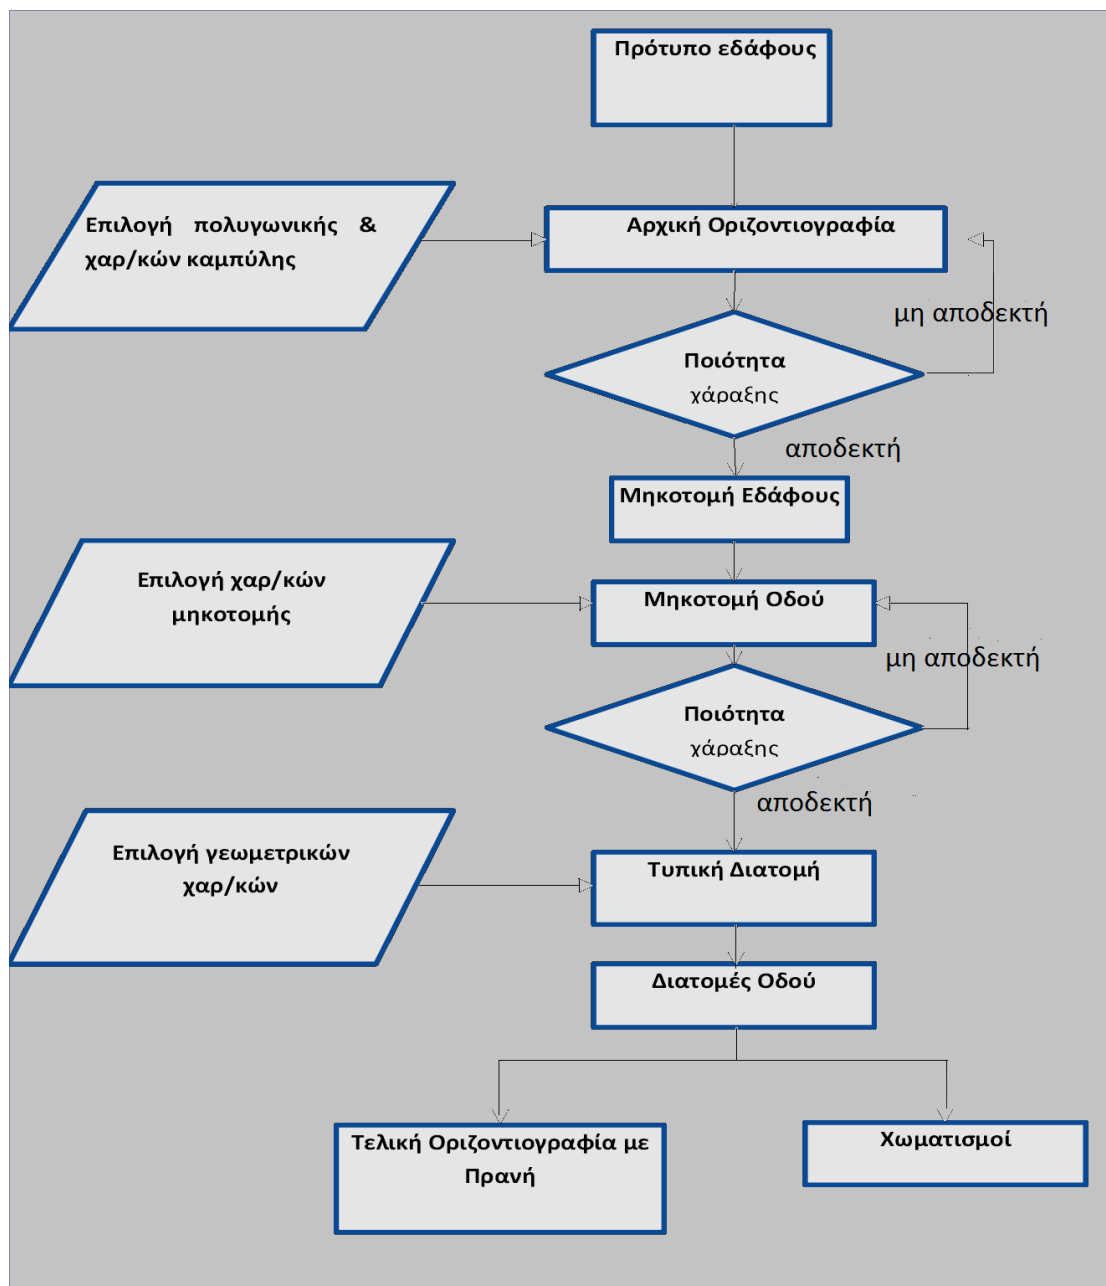 Πρότυπο εδάφους
Επιλογή πολυγωνικής &
χαρ/κών καμπύλης
Αρχική Οριζοντιογραφία
μη αποδεκτή
Ποιότητα
χάραξης
αποδεκτή
Μηκοτομή Εδάφους
Επιλογή χαρ/κών
μηκοτομής
Μηκοτομή Οδού
μη αποδεκτή
Ποιότητα
χάραξης
αποδεκτή
Επιλογή γεωμετρικών
χαρ/κών
Τυπική Διατομή
Διατομές Οδού
Τελική Οριζοντιογραφία με
Πρανή
Χωματισμοί